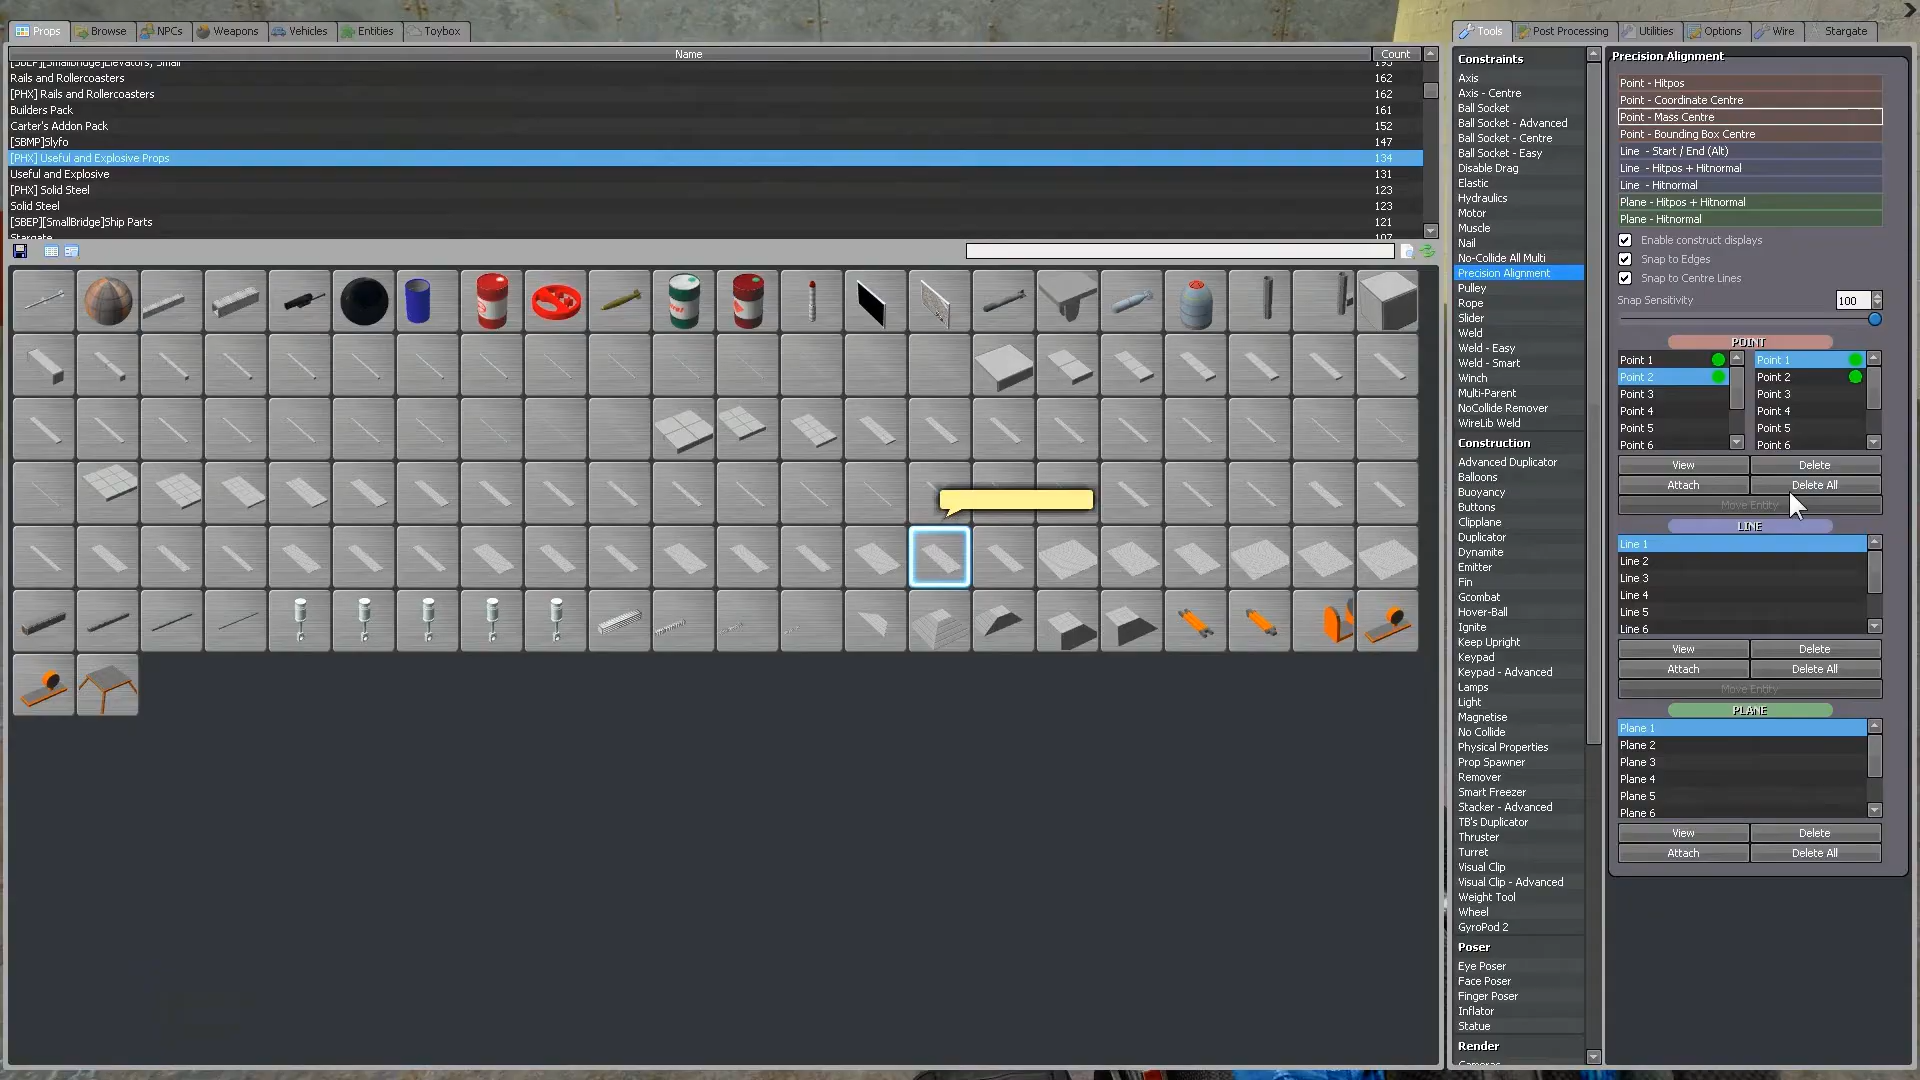 Props Browse NPCs Weapons Vehicles Entities Toybox
Name Count
[SBEP][SmallBridge]Elevators, Small 193
Rails and Rollercoasters 162
[PHX] Rails and Rollercoasters 162
Builders Pack 161
Carter's Addon Pack 152
[SBMP]Slyfo 147
[PHX] Useful and Explosive Props 134
Useful and Explosive 131
[PHX] Solid Steel 123
Solid Steel 123
[SBEP][SmallBridge]Ship Parts 121
Stargate 107
Tools Post Processing Utilities Options Wire Stargate
Constraints
Axis
Axis - Centre
Ball Socket
Ball Socket - Advanced
Ball Socket - Centre
Ball Socket - Easy
Disable Drag
Elastic
Hydraulics
Motor
Muscle
Nail
No-Collide All Multi
Precision Alignment
Pulley
Rope
Slider
Weld
Weld - Easy
Weld - Smart
Winch
Multi-Parent
NoCollide Remover
WireLib Weld
Construction
Advanced Duplicator
Balloons
Buoyancy
Buttons
Clipplane
Duplicator
Dynamite
Emitter
Fin
Gcombat
Hover-Ball
Ignite
Keep Upright
Keypad
Keypad - Advanced
Lamps
Light
Magnetise
No Collide
Physical Properties
Prop Spawner
Remover
Smart Freezer
Stacker - Advanced
TB's Duplicator
Thruster
Turret
Visual Clip
Visual Clip - Advanced
Weight Tool
Wheel
GyroPod 2
Poser
Eye Poser
Face Poser
Finger Poser
Inflator
Statue
Render
Cameras
Precision Alignment
Point - Hitpos
Point - Coordinate Centre
Point - Mass Centre
Point - Bounding Box Centre
Line - Start / End (Alt)
Line - Hitpos + Hitnormal
Line - Hitnormal
Plane - Hitpos + Hitnormal
Plane - Hitnormal
Enable construct displays
Snap to Edges
Snap to Centre Lines
Snap Sensitivity 100
POINT
Point 1 Point 1
Point 2 Point 2
Point 3 Point 3
Point 4 Point 4
Point 5 Point 5
Point 6 Point 6
View Delete
Attach Delete All
Move Entity
LINE
Line 1
Line 2
Line 3
Line 4
Line 5
Line 6
View Delete
Attach Delete All
Move Entity
PLANE
Plane 1
Plane 2
Plane 3
Plane 4
Plane 5
Plane 6
View Delete
Attach Delete All